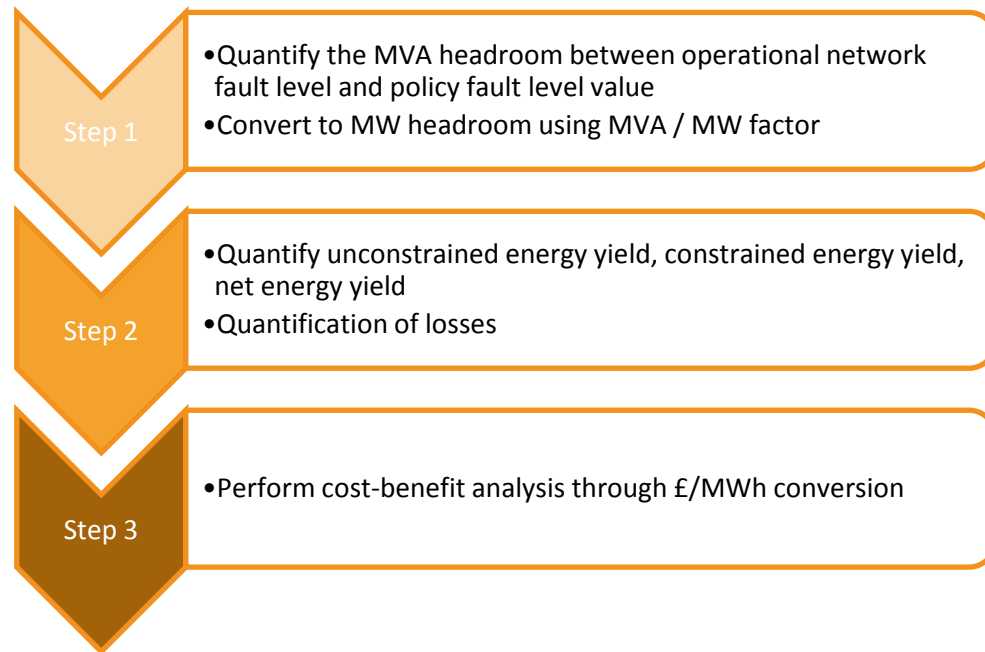 Step 1
•Quantify the MVA headroom between operational network
fault level and policy fault level value
•Convert to MW headroom using MVA / MW factor
Step 2
•Quantify unconstrained energy yield, constrained energy yield,
net energy yield
•Quantification of losses
Step 3
•Perform cost-benefit analysis through £/MWh conversion